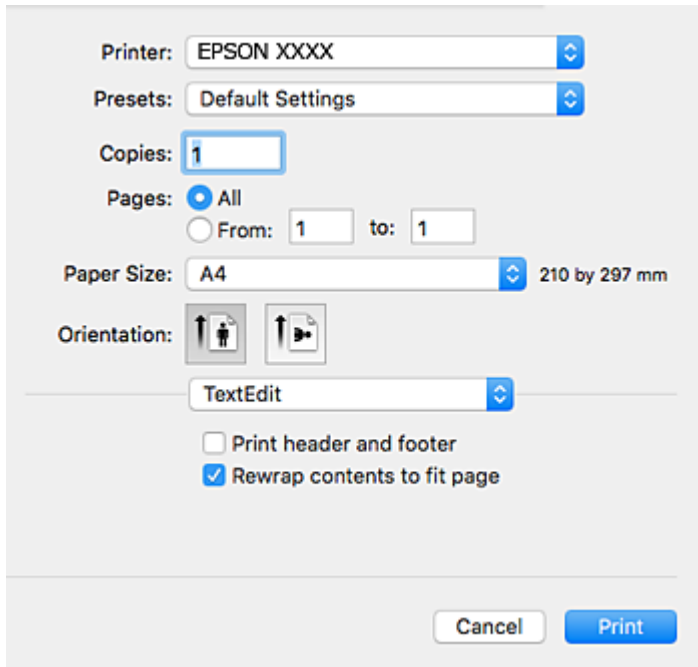 Printer: EPSON XXXX
Presets: Default Settings
Copies: 1
Pages: All
From: 1 to: 1
Paper Size: A4 210 by 297 mm
Orientation:
TextEdit
Print header and footer
Rewrap contents to fit page
Cancel Print